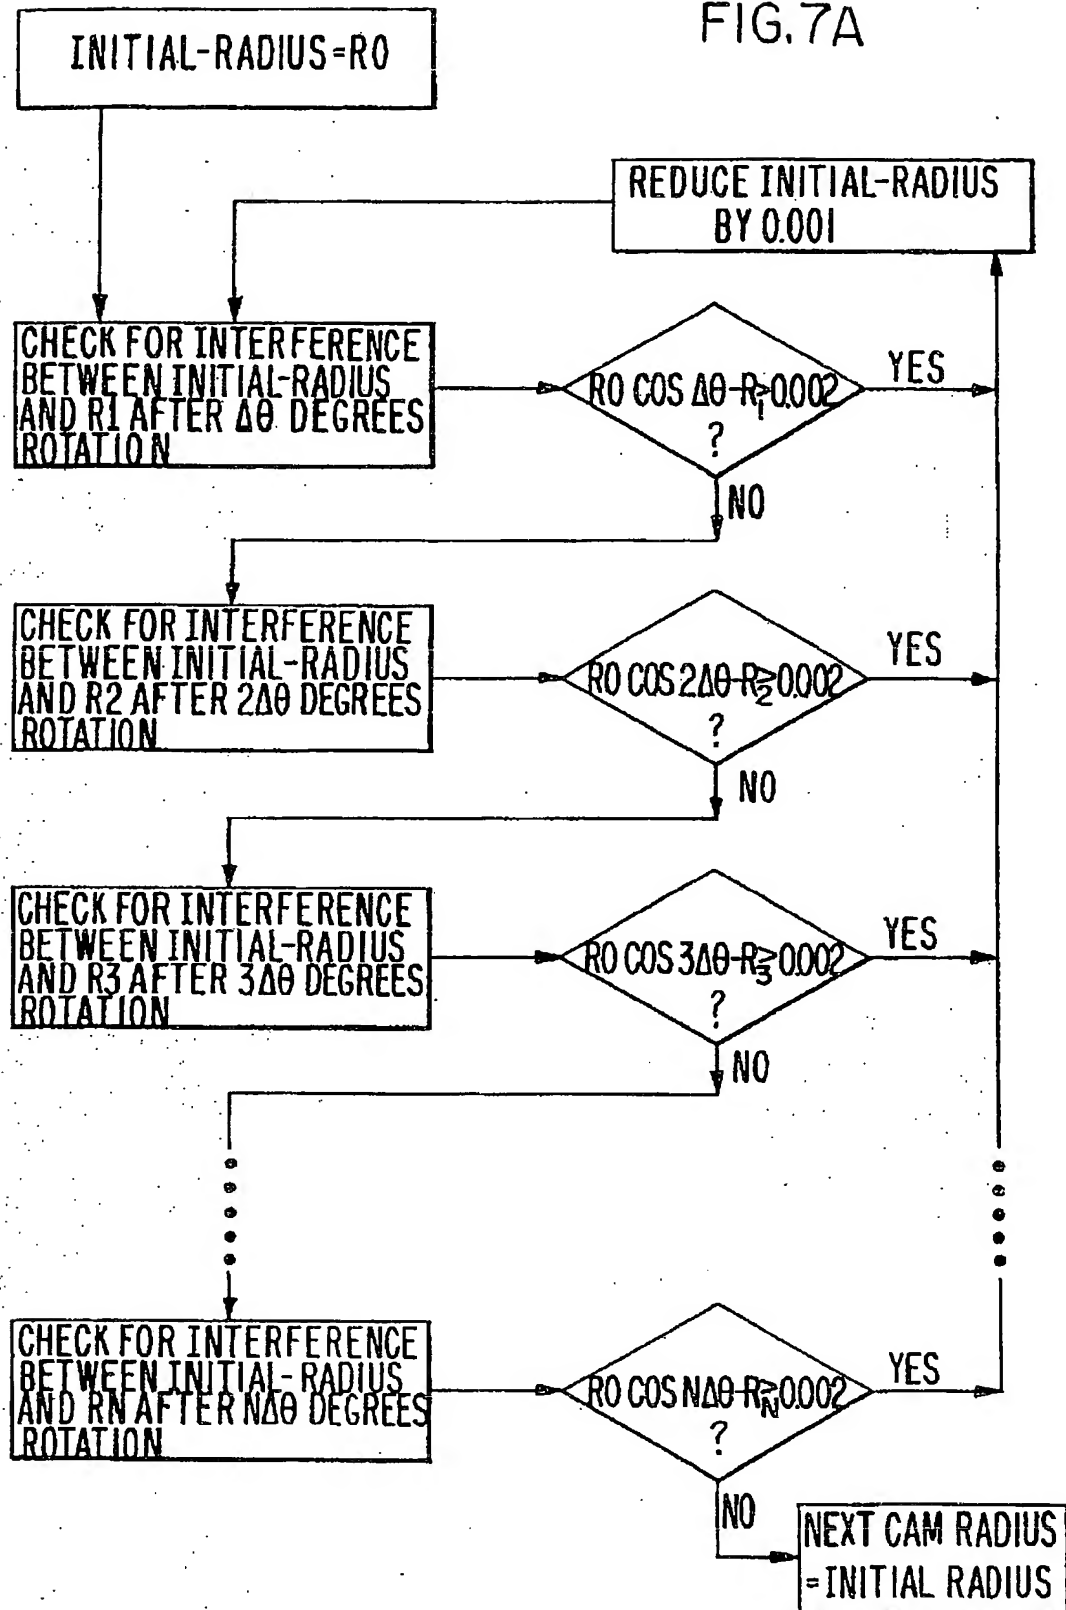 FIG.7A
INITIAL-RADIUS=R0
REDUCE INITIAL-RADIUS
BY 0.001
CHECK FOR INTERFERENCE
BETWEEN INITIAL-RADIUS
AND R1 AFTER Δθ DEGREES
ROTATION
R0 COS Δθ-R₁≥0.002
?
YES
NO
CHECK FOR INTERFERENCE
BETWEEN INITIAL-RADIUS
AND R2 AFTER 2Δθ DEGREES
ROTATION
R0 COS 2Δθ-R₂≥0.002
?
YES
NO
CHECK FOR INTERFERENCE
BETWEEN INITIAL-RADIUS
AND R3 AFTER 3Δθ DEGREES
ROTATION
R0 COS 3Δθ-R₃≥0.002
?
YES
NO
CHECK FOR INTERFERENCE
BETWEEN INITIAL-RADIUS
AND RN AFTER NΔθ DEGREES
ROTATION
R0 COS NΔθ-R_N≥0.002
?
YES
NO
NEXT CAM RADIUS
=INITIAL RADIUS